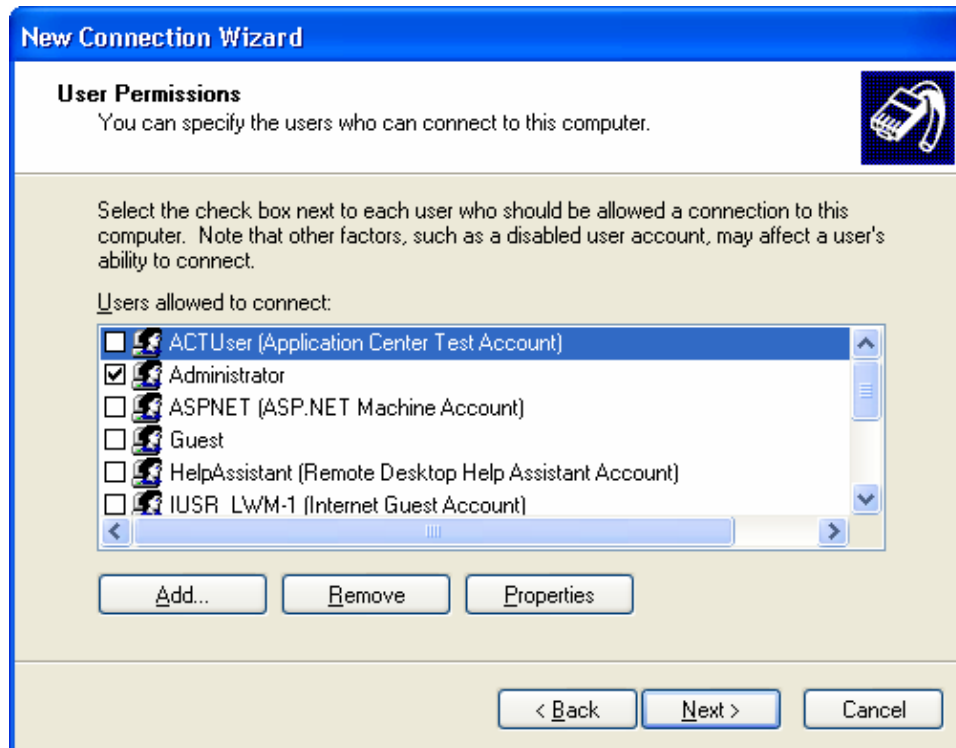 New Connection Wizard
User Permissions
You can specify the users who can connect to this computer.
Select the check box next to each user who should be allowed a connection to this
computer. Note that other factors, such as a disabled user account, may affect a user's
ability to connect.
Users allowed to connect:
ACTUser (Application Center Test Account)
Administrator
ASPNET (ASP.NET Machine Account)
Guest
HelpAssistant (Remote Desktop Help Assistant Account)
IUSR_LWM-1 (Internet Guest Account)
Add... Remove Properties
< Back Next > Cancel